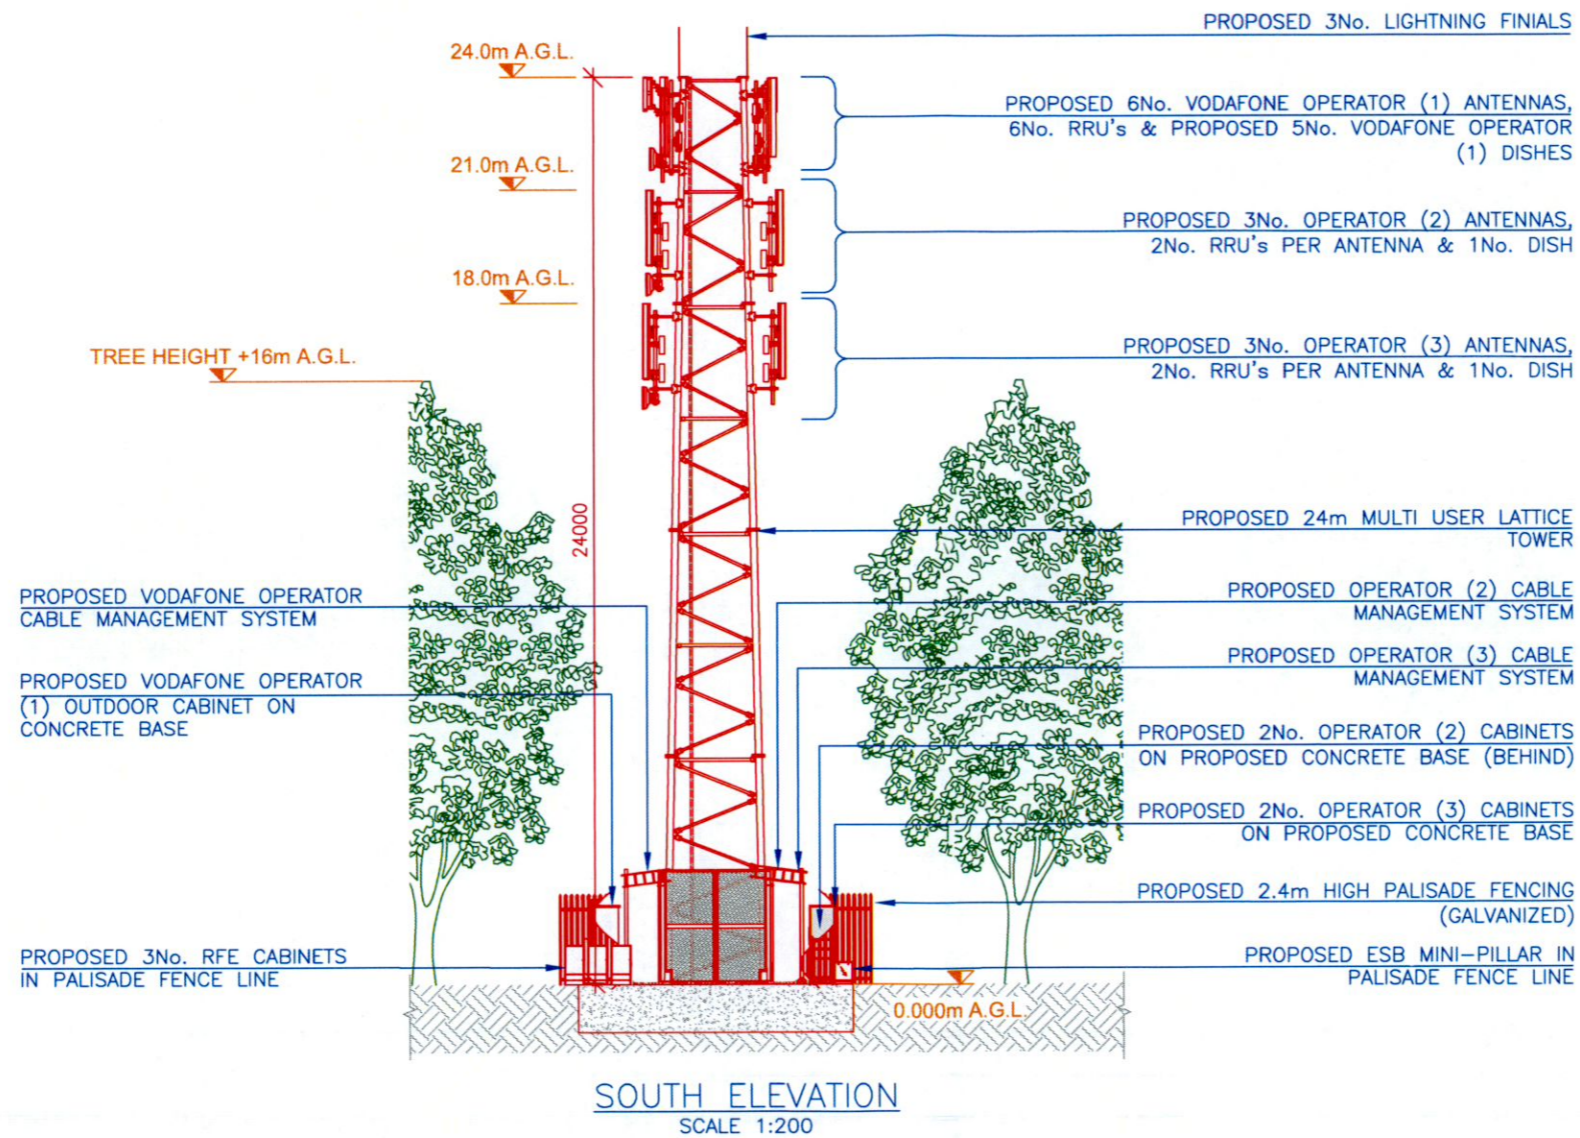 PROPOSED 3No. LIGHTNING FINIALS
24.0m A.G.L.
PROPOSED 6No. VODAFONE OPERATOR (1) ANTENNAS,
6No. RRU's & PROPOSED 5No. VODAFONE OPERATOR
(1) DISHES
21.0m A.G.L.
PROPOSED 3No. OPERATOR (2) ANTENNAS,
2No. RRU's PER ANTENNA & 1No. DISH
18.0m A.G.L.
TREE HEIGHT +16m A.G.L.
PROPOSED 3No. OPERATOR (3) ANTENNAS,
2No. RRU's PER ANTENNA & 1No. DISH
24000
PROPOSED 24m MULTI USER LATTICE
TOWER
PROPOSED VODAFONE OPERATOR
CABLE MANAGEMENT SYSTEM
PROPOSED OPERATOR (2) CABLE
MANAGEMENT SYSTEM
PROPOSED VODAFONE OPERATOR
(1) OUTDOOR CABINET ON
CONCRETE BASE
PROPOSED OPERATOR (3) CABLE
MANAGEMENT SYSTEM
PROPOSED 2No. OPERATOR (2) CABINETS
ON PROPOSED CONCRETE BASE (BEHIND)
PROPOSED 2No. OPERATOR (3) CABINETS
ON PROPOSED CONCRETE BASE
PROPOSED 2.4m HIGH PALISADE FENCING
(GALVANIZED)
PROPOSED 3No. RFE CABINETS
IN PALISADE FENCE LINE
PROPOSED ESB MINI-PILLAR IN
PALISADE FENCE LINE
0.000m A.G.L.
SOUTH ELEVATION
SCALE 1:200